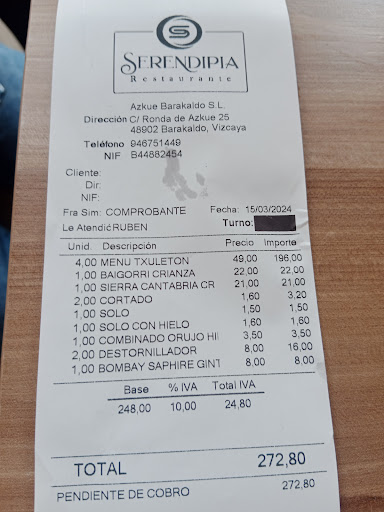 S
SERENDIPIA
Restaurante
Azkue Barakaldo S.L.
Dirección C/ Ronda de Azkue 25
48902 Barakaldo, Vizcaya
Teléfono 946751449
NIF B44882454
Cliente:
Dir:
NIF:
Fra Sim: COMPROBANTE Fecha: 15/03/2024
Le Atendió RUBEN Turno:
Unid. Descripción Precio Importe
4,00 MENU TXULETON 49,00 196,00
1,00 BAIGORRI CRIANZA 22,00 22,00
1,00 SIERRA CANTABRIA CR 21,00 21,00
2,00 CORTADO 1,60 3,20
1,00 SOLO 1,50 1,50
1,00 SOLO CON HIELO 1,60 1,60
1,00 COMBINADO ORUJO HII 3,50 3,50
2,00 DESTORNILLADOR 8,00 16,00
1,00 BOMBAY SAPHIRE GINT 8,00 8,00
Base % IVA Total IVA
248,00 10,00 24,80
TOTAL 272,80
PENDIENTE DE COBRO 272,80